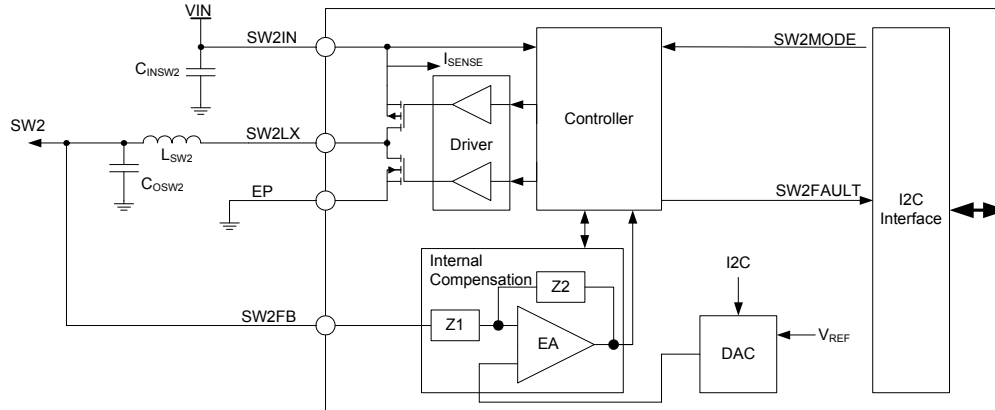 VIN
SW2IN
SW2MODE
CINSW2
ISENSE
Controller
SW2
SW2LX
Driver
LSW2
COSW2
EP
SW2FAULT
I2C
Interface
Internal
Compensation
I2C
Z2
SW2FB
Z1
EA
DAC
VREF